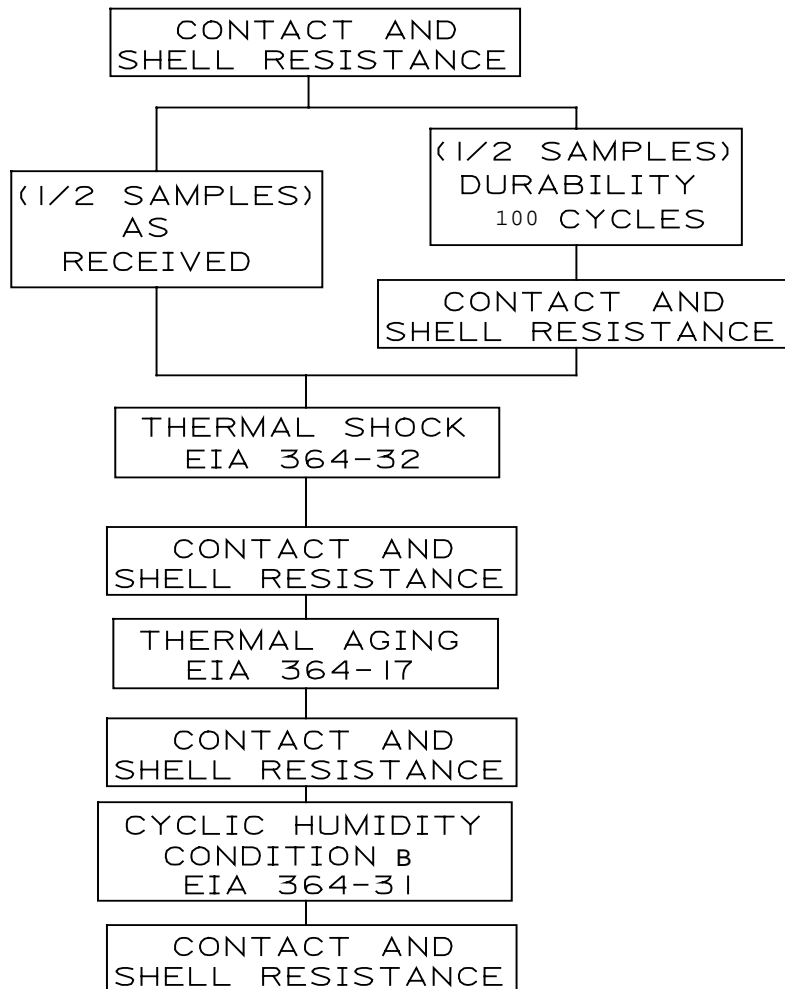 CONTACT AND
SHELL RESISTANCE
(1/2 SAMPLES)
AS
RECEIVED
(1/2 SAMPLES)
DURABILITY
100 CYCLES
CONTACT AND
SHELL RESISTANCE
THERMAL SHOCK
EIA 364-32
CONTACT AND
SHELL RESISTANCE
THERMAL AGING
EIA 364-17
CONTACT AND
SHELL RESISTANCE
CYCLIC HUMIDITY
CONDITION B
EIA 364-31
CONTACT AND
SHELL RESISTANCE